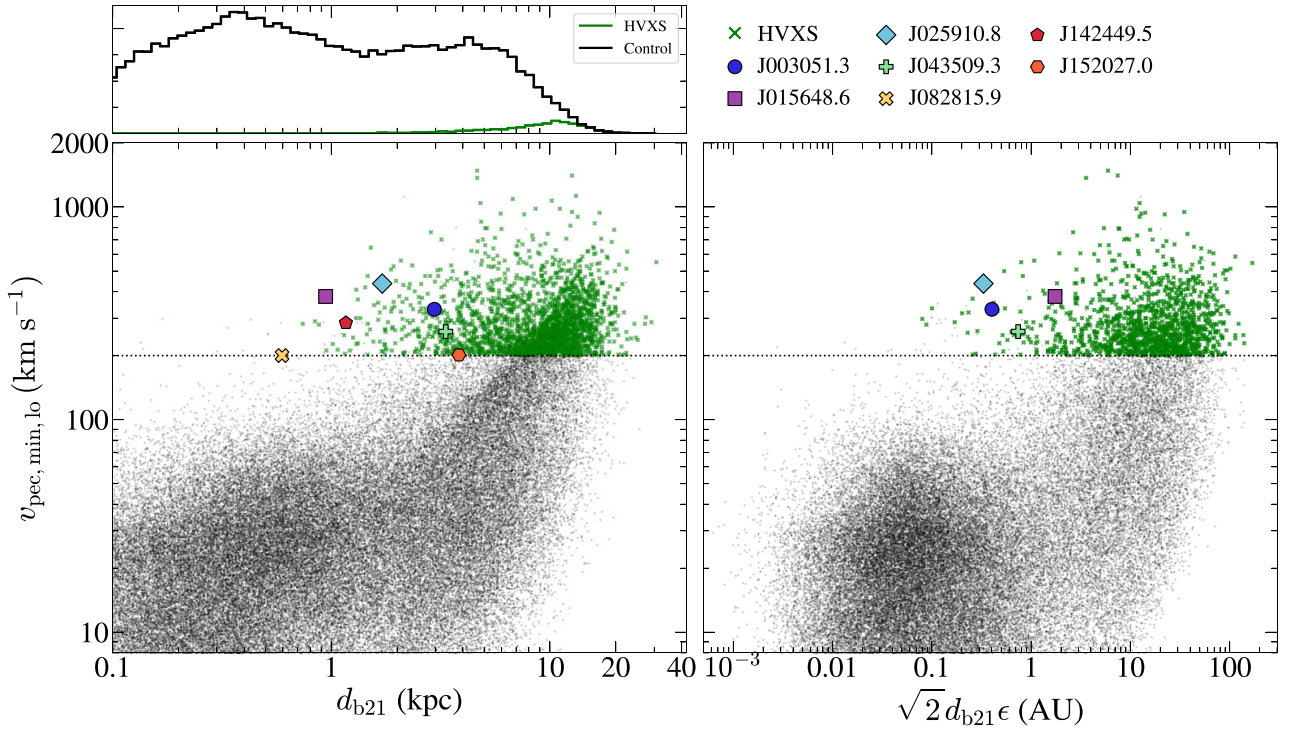 HVXS
Control
HVXS
J025910.8
J142449.5
J003051.3
J043509.3
J152027.0
J015648.6
J082815.9
2000
1000
100
10
v_pec, min, lo (km s⁻¹)
0.1 1 10 20 40
d_b21 (kpc)
10⁻³ 0.01 0.1 1 10 100
√2 d_b21 ϵ (AU)